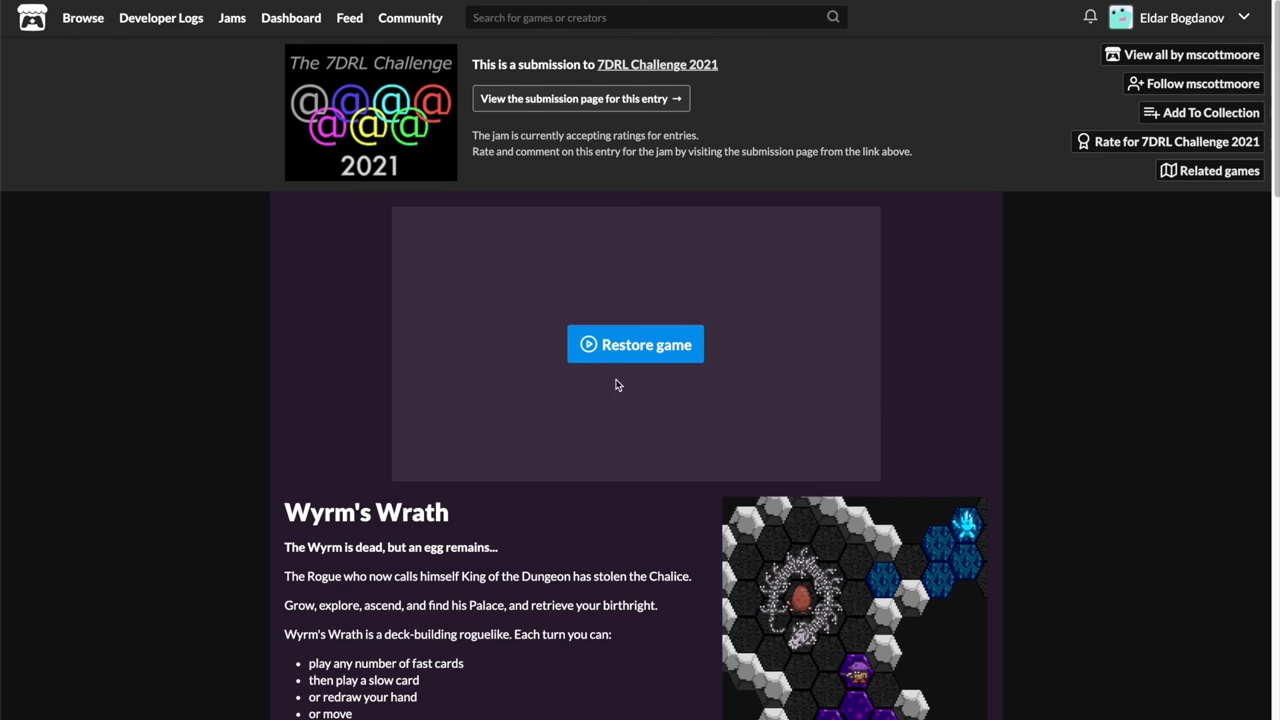 Browse Developer Logs Jams Dashboard Feed Community Search for games or creators Eldar Bogdanov
The 7DRL Challenge
@@@@
@@@
2021
This is a submission to 7DRL Challenge 2021
View the submission page for this entry →
The jam is currently accepting ratings for entries.
Rate and comment on this entry for the jam by visiting the submission page from the link above.
View all by mscottmoore
Follow mscottmoore
Add To Collection
Rate for 7DRL Challenge 2021
Related games
Restore game
Wyrm's Wrath
The Wyrm is dead, but an egg remains...
The Rogue who now calls himself King of the Dungeon has stolen the Chalice.
Grow, explore, ascend, and find his Palace, and retrieve your birthright.
Wyrm's Wrath is a deck-building roguelike. Each turn you can:
• play any number of fast cards
• then play a slow card
• or redraw your hand
• or move